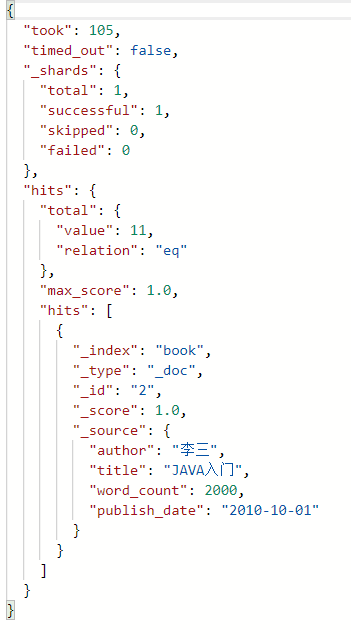 {
  "took": 105,
  "timed_out": false,
  "_shards": {
    "total": 1,
    "successful": 1,
    "skipped": 0,
    "failed": 0
  },
  "hits": {
    "total": {
      "value": 11,
      "relation": "eq"
    },
    "max_score": 1.0,
    "hits": [
      {
        "_index": "book",
        "_type": "_doc",
        "_id": "2",
        "_score": 1.0,
        "_source": {
          "author": "李三",
          "title": "JAVA入门",
          "word_count": 2000,
          "publish_date": "2010-10-01"
        }
      }
    ]
  }
}